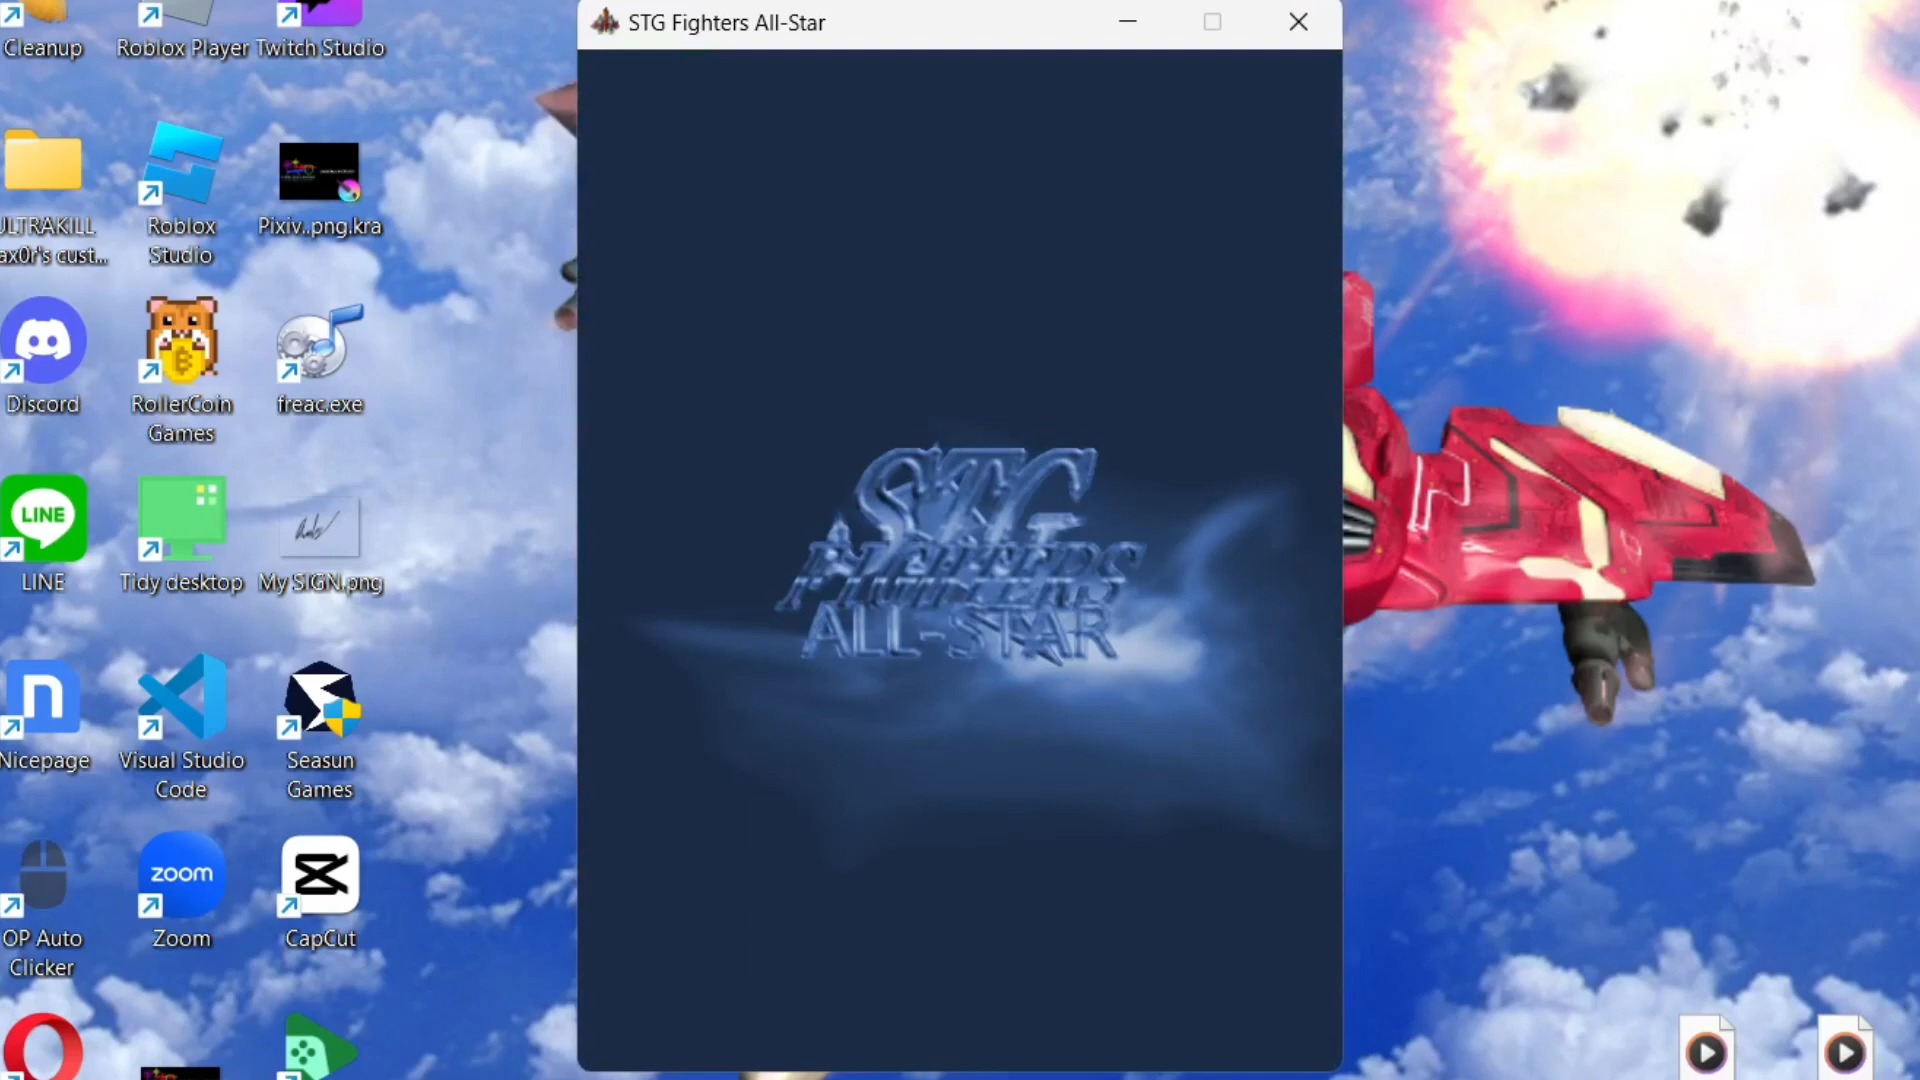 STG Fighters All-Star
Cleanup
Roblox Player
Twitch Studio
ULTRAKILL
ax0r's cust...
Roblox
Studio
Pixiv..png.kra
Discord
RollerCoin
Games
freac.exe
LINE
LINE
Tidy desktop
My SIGN.png
n
Nicepage
Visual Studio
Code
Seasun
Games
OP Auto
Clicker
zoom
Zoom
CapCut
STG
FIGHTERS
ALL-STAR